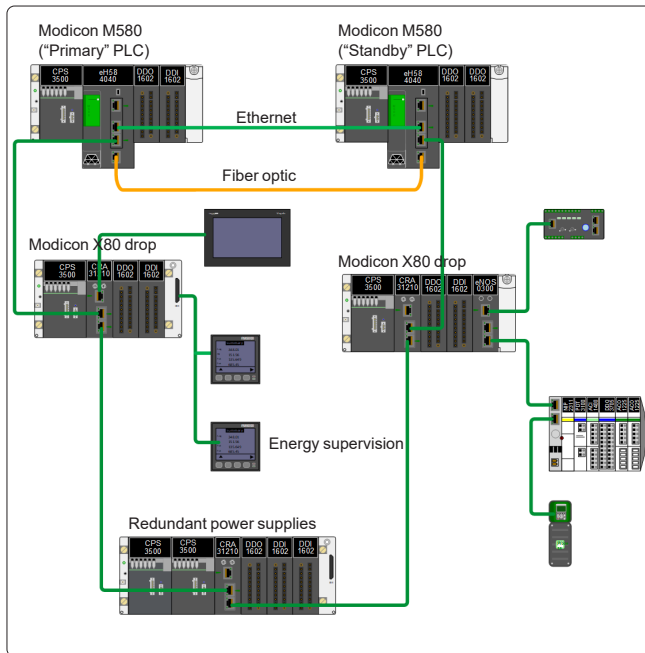 Modicon M580
("Primary" PLC)
Modicon M580
("Standby" PLC)
CPS
3500
eH58
4040
DDO
1602
DDI
1602
CPS
3500
eH58
4040
DDO
1602
DDO
1602
Ethernet
Fiber optic
Modicon X80 drop
CPS
3500
CRA
31210
DDO
1602
DDI
1602
Modicon X80 drop
CPS
3500
CRA
31210
DDO
1602
DDI
1602
eNOS
0300
Energy supervision
Redundant power supplies
CPS
3500
CPS
3500
CRA
31210
DDO
1602
DDI
1602
DDI
1602